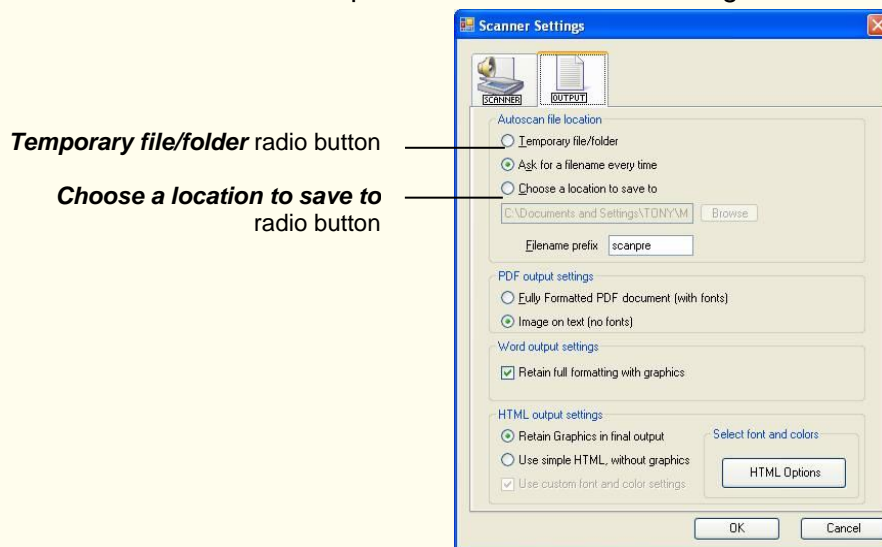 Scanner Settings
SCANNER
OUTPUT
Autoscan file location
Temporary file/folder radio button
Temporary file/folder
Ask for a filename every time
Choose a location to save to
radio button
Choose a location to save to
C:\Documents and Settings\TONY\M
Browse
Filename prefix scanpre
PDF output settings
Fully Formatted PDF document (with fonts)
Image on text (no fonts)
Word output settings
Retain full formatting with graphics
HTML output settings
Retain Graphics in final output
Use simple HTML, without graphics
Use custom font and color settings
Select font and colors
HTML Options
OK
Cancel